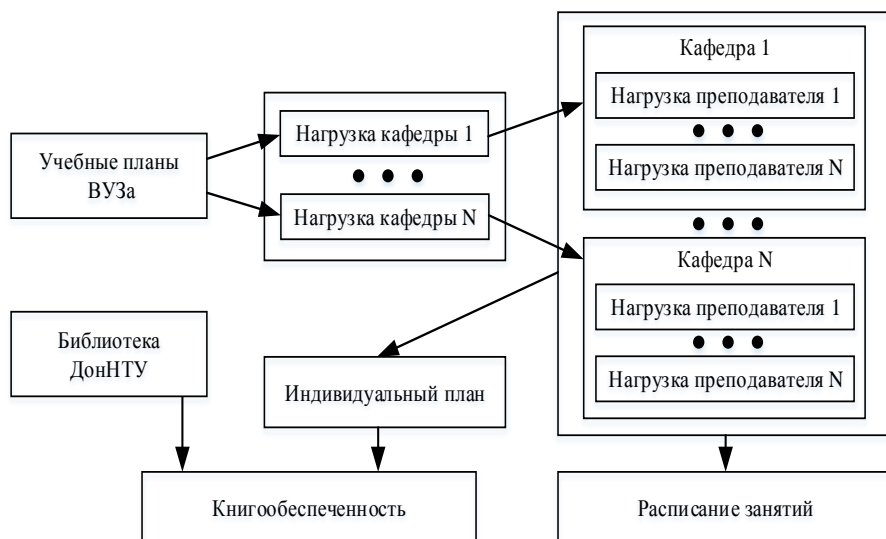 Учебные планы
ВУЗа
Нагрузка кафедры 1
Нагрузка кафедры N
Кафедра 1
Нагрузка преподавателя 1
Нагрузка преподавателя N
Кафедра N
Нагрузка преподавателя 1
Нагрузка преподавателя N
Библиотека
ДонНТУ
Индивидуальный план
Книгообеспеченность
Расписание занятий